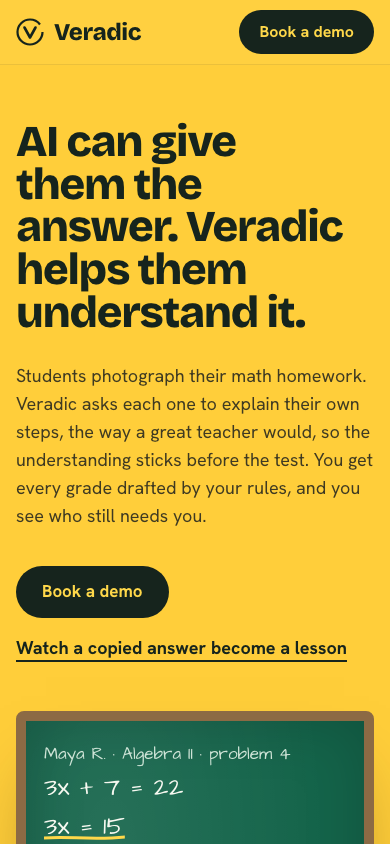 Veradic
Book a demo
AI can give
them the
answer. Veradic
helps them
understand it.
Students photograph their math homework.
Veradic asks each one to explain their own
steps, the way a great teacher would, so the
understanding sticks before the test. You get
every grade drafted by your rules, and you
see who still needs you.
Book a demo
Watch a copied answer become a lesson
Maya R. · Algebra II · problem 4
3x + 7 = 22
3x = 15